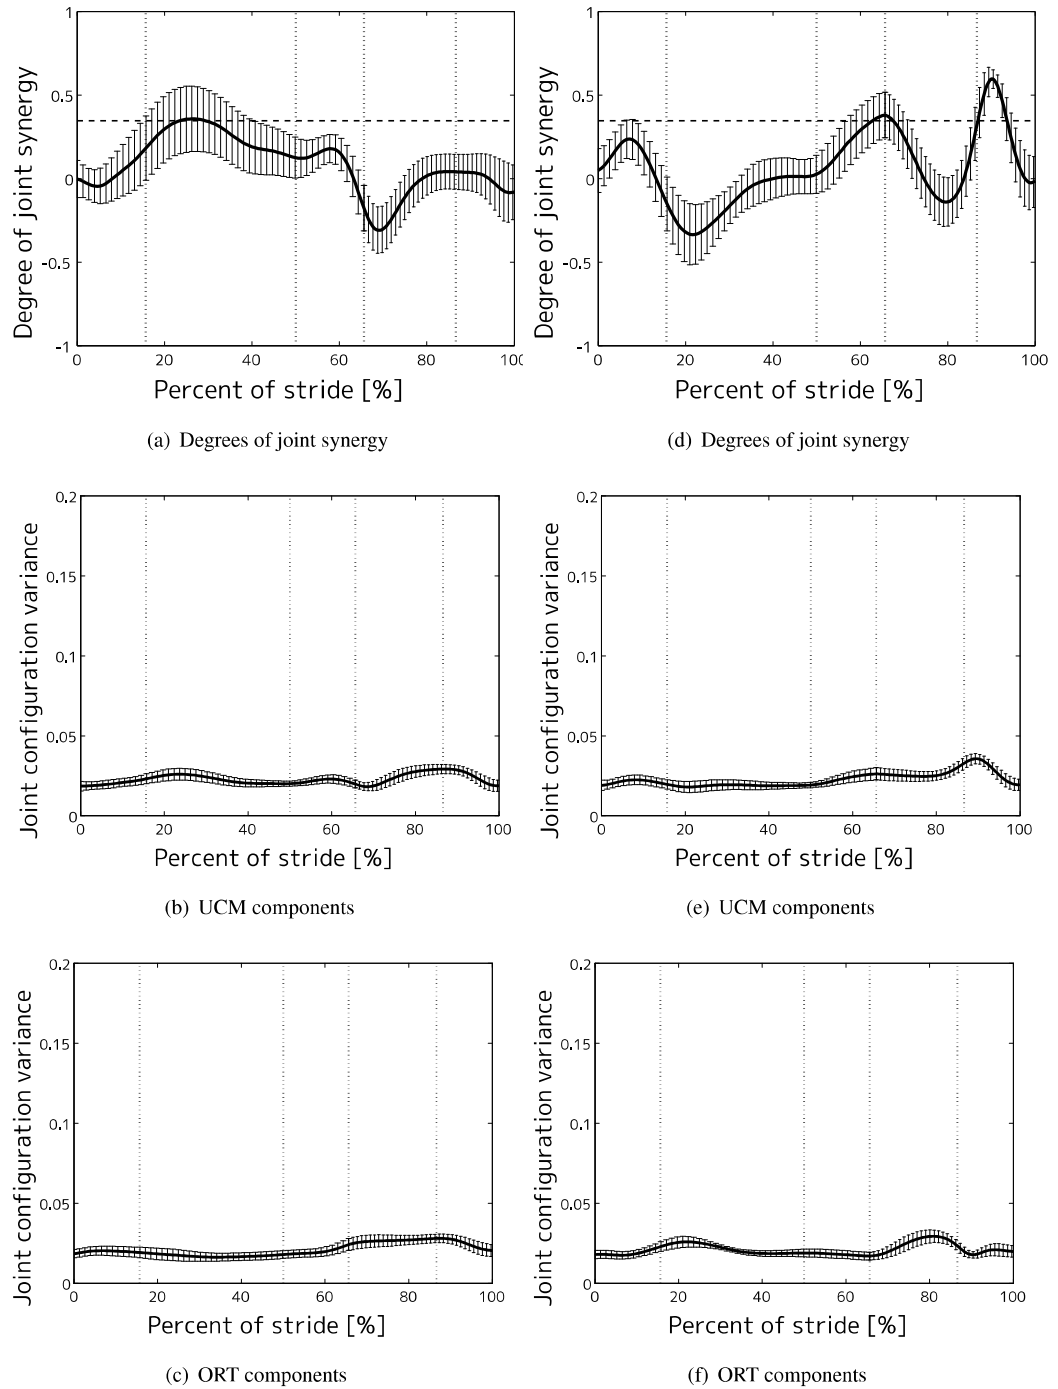 1
0.5
0
-0.5
-1
Degree of joint synergy
0 20 40 60 80 100
Percent of stride [%]
(a) Degrees of joint synergy
1
0.5
0
-0.5
-1
Degree of joint synergy
0 20 40 60 80 100
Percent of stride [%]
(d) Degrees of joint synergy
0.2
0.15
0.1
0.05
0
Joint configuration variance
0 20 40 60 80 100
Percent of stride [%]
(b) UCM components
0.2
0.15
0.1
0.05
0
Joint configuration variance
0 20 40 60 80 100
Percent of stride [%]
(e) UCM components
0.2
0.15
0.1
0.05
0
Joint configuration variance
0 20 40 60 80 100
Percent of stride [%]
(c) ORT components
0.2
0.15
0.1
0.05
0
Joint configuration variance
0 20 40 60 80 100
Percent of stride [%]
(f) ORT components